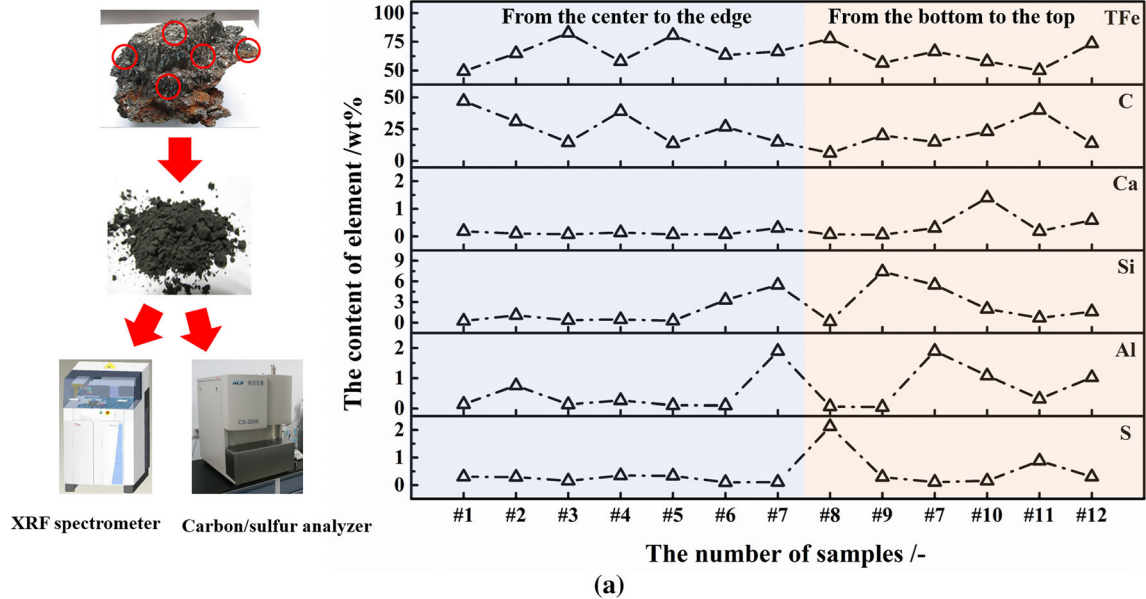 From the center to the edge
From the bottom to the top
TFe
C
Ca
Si
Al
S
100
75
50
50
25
0
2
1
0
9
6
3
0
2
1
0
2
1
0
The content of element /wt%
#1 #2 #3 #4 #5 #6 #7 #8 #9 #7 #10 #11 #12
The number of samples /-
CS-2008
XRF spectrometer
Carbon/sulfur analyzer
(a)